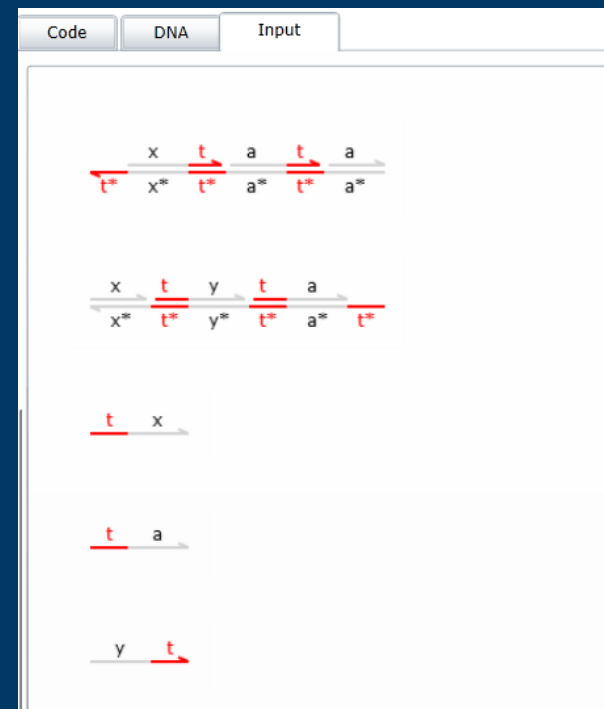 Code DNA Input
x t a t a
t* x* t* a* t* a*
x t y t a
x* t* y* t* a* t*
t x
t a
y t